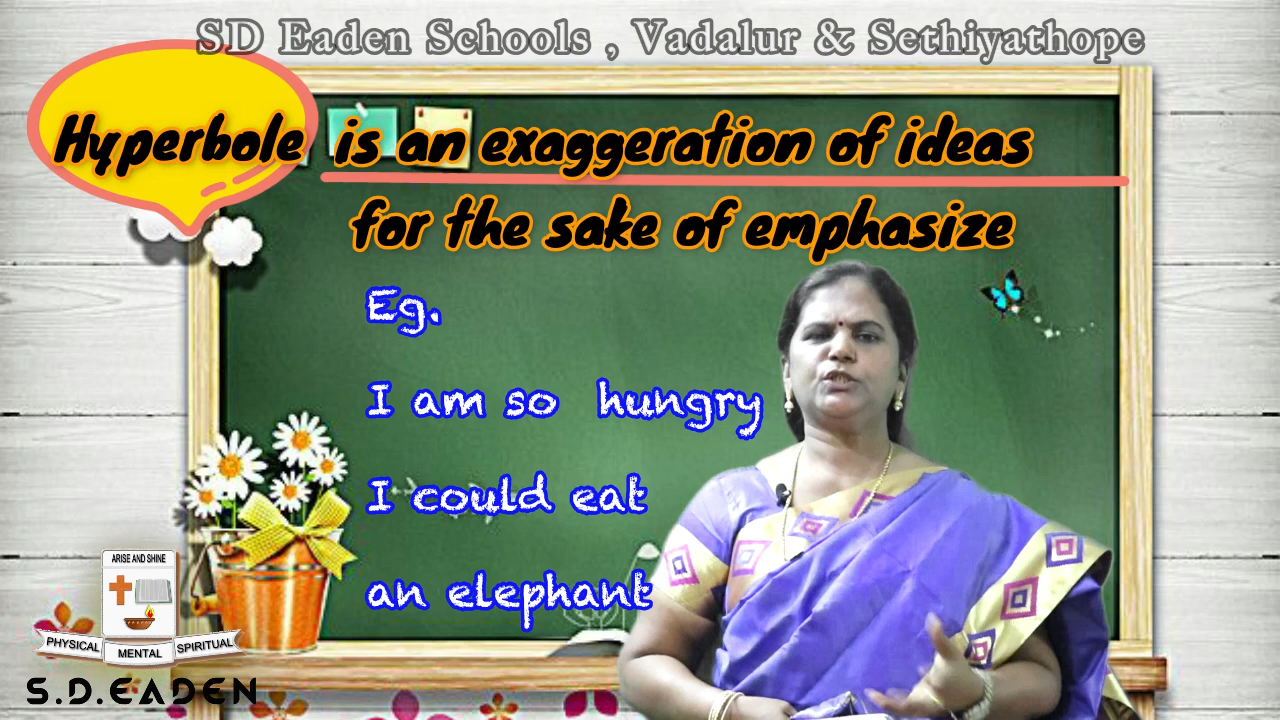 SD Eaden Schools , Vadalur & Sethiyathope
Hyperbole is an exaggeration of ideas
for the sake of emphasize
Eg.
I am so hungry
I could eat
an elephant
ARISE AND SHINE
PHYSICAL MENTAL SPIRITUAL
S.D.EADEN